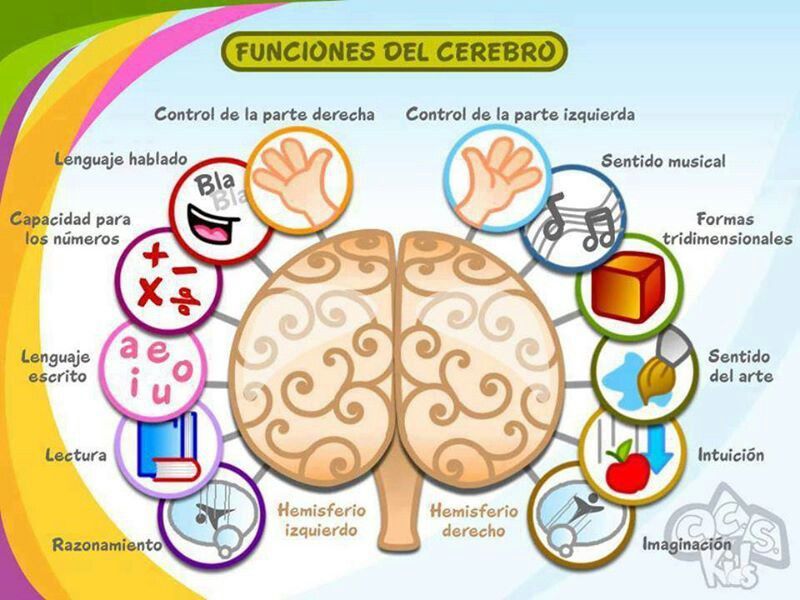 FUNCIONES DEL CEREBRO
Control de la parte derecha
Control de la parte izquierda
Lenguaje hablado
Bla
Bla
Sentido musical
Capacidad para
los números
+ −
x ÷
Formas
tridimensionales
Lenguaje
escrito
a e
i o
u
Sentido
del arte
Lectura
Intuición
Razonamiento
Hemisferio
izquierdo
Hemisferio
derecho
Imaginación
C.C.S.
Kids